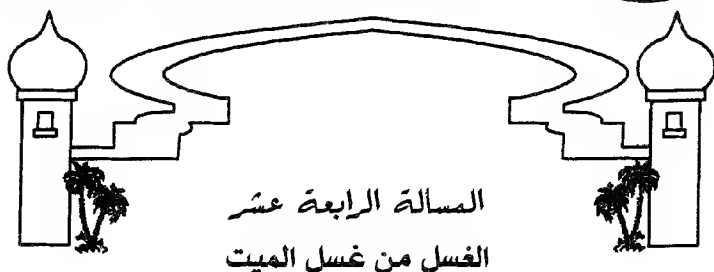 المسالة الرابعة عشر
الغسل من غسل الميت